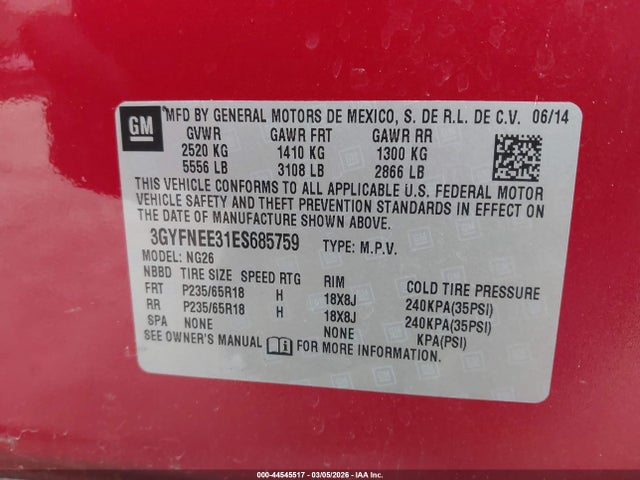 GM
MFD BY GENERAL MOTORS DE MEXICO, S. DE R.L. DE C.V. 06/14
GVWR GAWR FRT GAWR RR
2520 KG 1410 KG 1300 KG
5556 LB 3108 LB 2866 LB
THIS VEHICLE CONFORMS TO ALL APPLICABLE U.S. FEDERAL MOTOR
VEHICLE SAFETY AND THEFT PREVENTION STANDARDS IN EFFECT ON
THE DATE OF MANUFACTURE SHOWN ABOVE.
3GYFNEE31ES685759 TYPE: M.P.V.
MODEL: NG26
NBBD TIRE SIZE SPEED RTG RIM COLD TIRE PRESSURE
FRT P235/65R18 H 18X8J 240KPA(35PSI)
RR P235/65R18 H 18X8J 240KPA(35PSI)
SPA NONE NONE KPA(PSI)
SEE OWNER'S MANUAL FOR MORE INFORMATION.
000-44545517 - 03/05/2026 - IAA Inc.